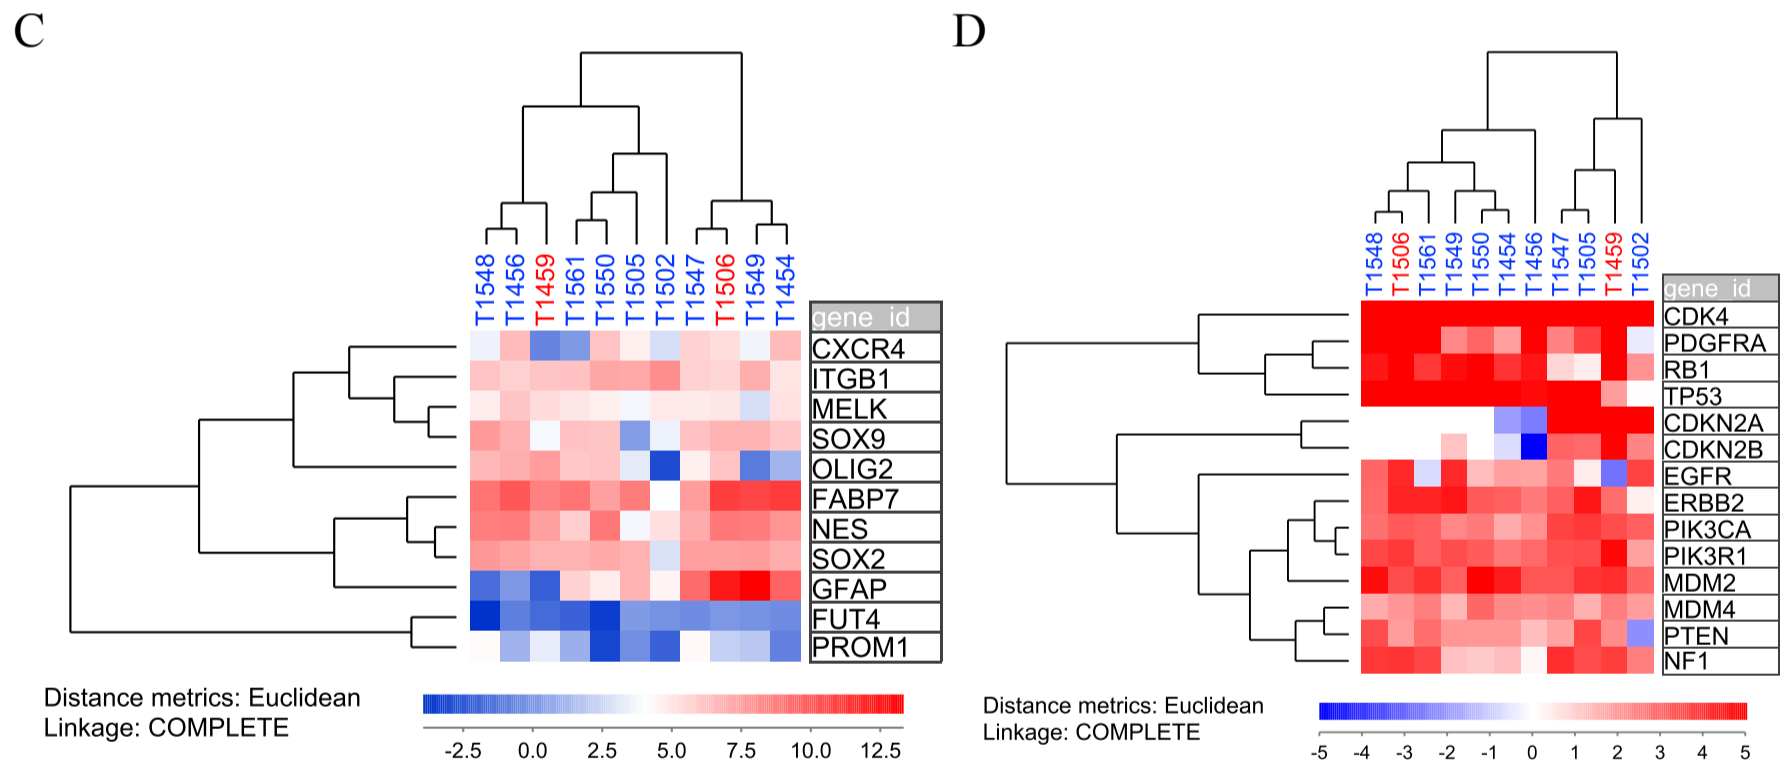 C
T1548 T1456 T1459 T1561 T1550 T1505 T1502 T1547 T1506 T1549 T1454
gene_id
CXCR4
ITGB1
MELK
SOX9
OLIG2
FABP7
NES
SOX2
GFAP
FUT4
PROM1
Distance metrics: Euclidean
Linkage: COMPLETE
-2.5 0.0 2.5 5.0 7.5 10.0 12.5
D
T1548 T1506 T1561 T1549 T1550 T1454 T1456 T1547 T1505 T1459 T1502
gene_id
CDK4
PDGFRA
RB1
TP53
CDKN2A
CDKN2B
EGFR
ERBB2
PIK3CA
PIK3R1
MDM2
MDM4
PTEN
NF1
Distance metrics: Euclidean
Linkage: COMPLETE
-5 -4 -3 -2 -1 0 1 2 3 4 5